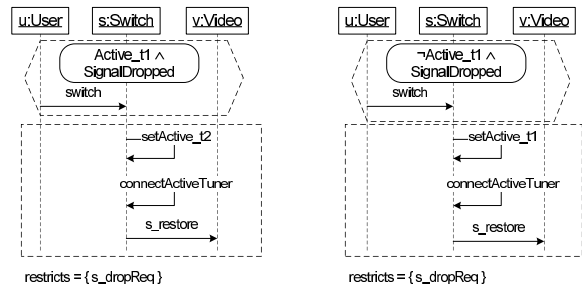 u:User s:Switch v:Video
Active_t1 ∧
SignalDropped
switch
setActive_t2
connectActiveTuner
s_restore
restricts = { s_dropReq }
u:User s:Switch v:Video
¬Active_t1 ∧
SignalDropped
switch
setActive_t1
connectActiveTuner
s_restore
restricts = { s_dropReq }